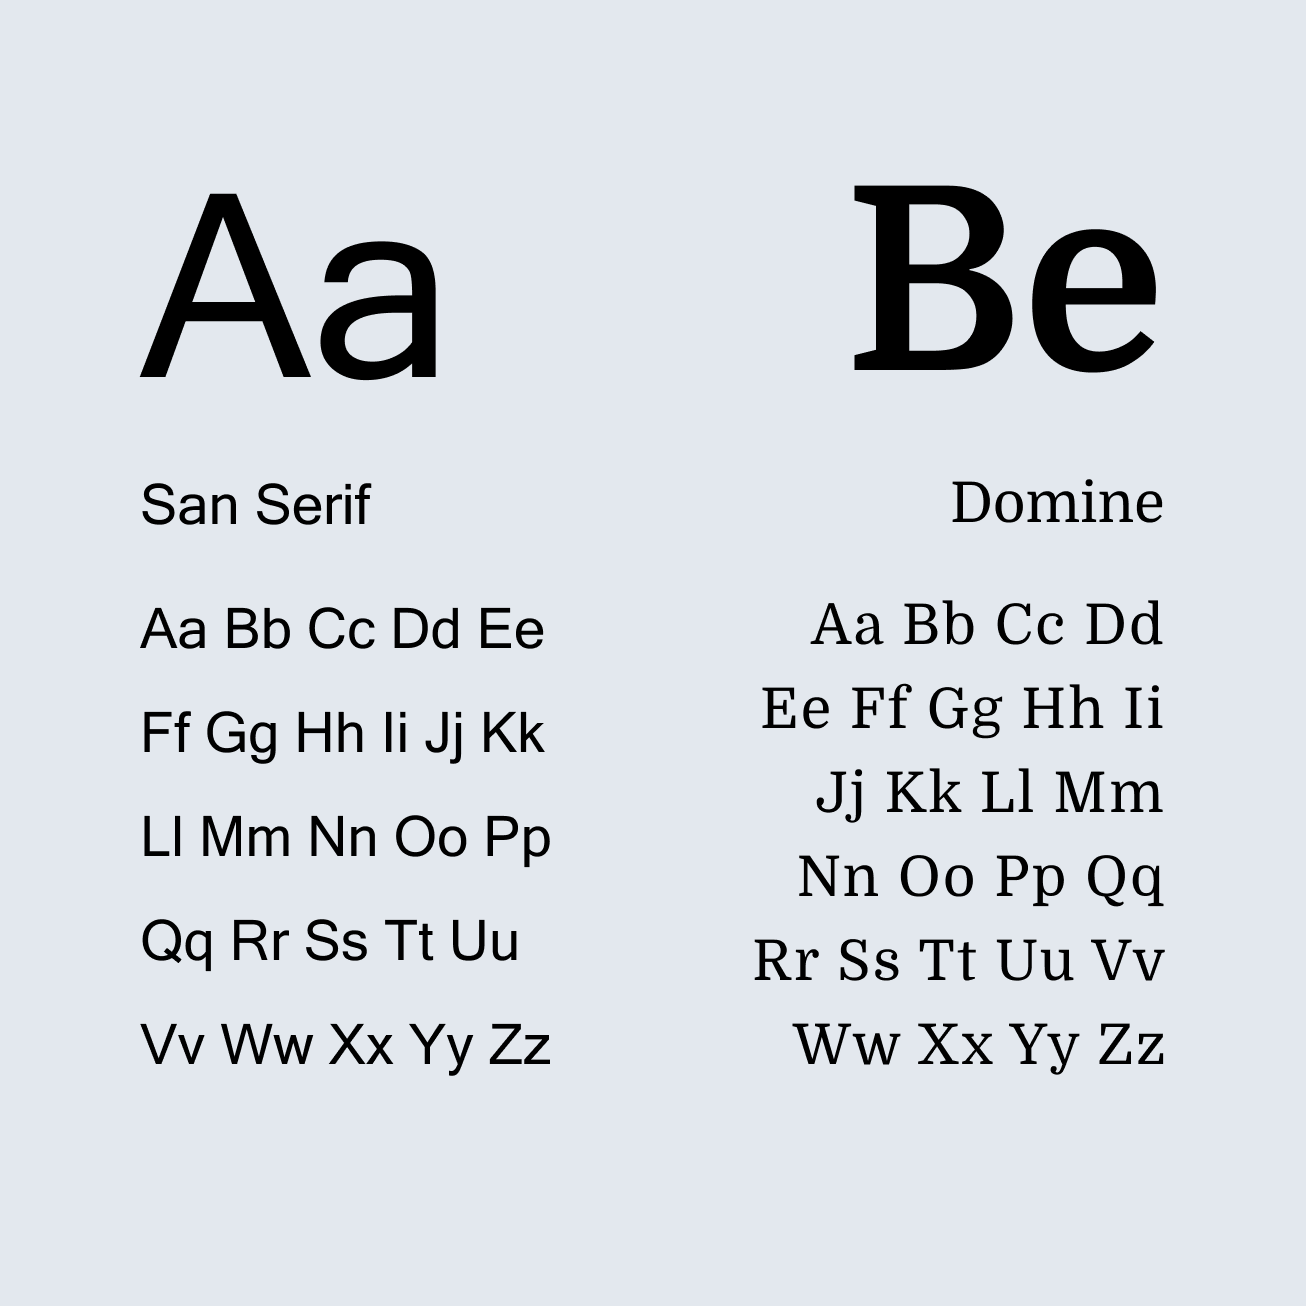 Aa
San Serif
Aa Bb Cc Dd Ee
Ff Gg Hh Ii Jj Kk
Ll Mm Nn Oo Pp
Qq Rr Ss Tt Uu
Vv Ww Xx Yy Zz
Be
Domine
Aa Bb Cc Dd
Ee Ff Gg Hh Ii
Jj Kk Ll Mm
Nn Oo Pp Qq
Rr Ss Tt Uu Vv
Ww Xx Yy Zz